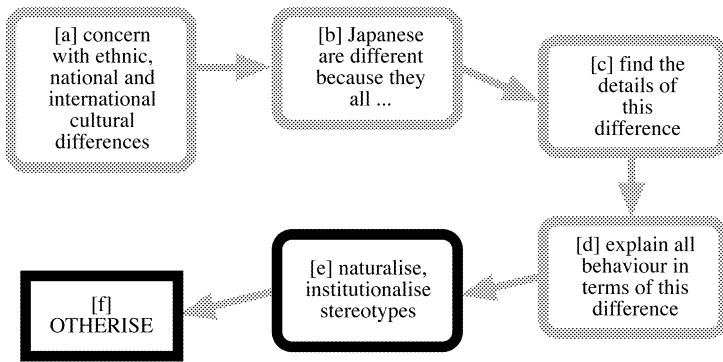 [a] concern
with ethnic,
national and
international
cultural
differences
[b] Japanese
are different
because they
all ...
[c] find the
details of
this
difference
[d] explain all
behaviour in
terms of this
difference
[e] naturalise,
institutionalise
stereotypes
[f]
OTHERISE